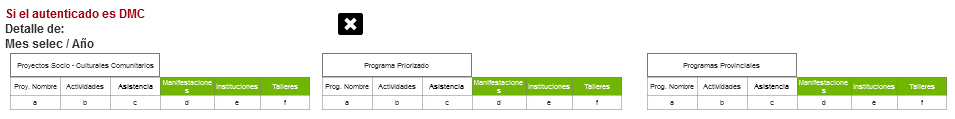 Si el autenticado es DMC
Detalle de:
Mes selec / Año
Proyectos Socio - Culturales Comunitarios
Proy. Nombre Actividades Asistencia Manifestaciones Instituciones Talleres
a b c d e f
Programa Priorizado
Prog. Nombre Actividades Asistencia Manifestaciones Instituciones Talleres
a b c d e f
Programas Provinciales
Prog. Nombre Actividades Asistencia Manifestaciones Instituciones Talleres
a b c d e f